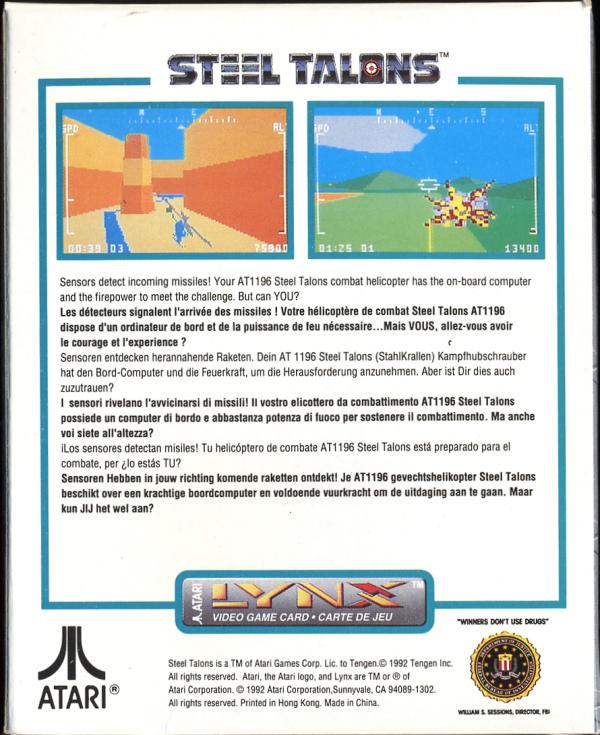 STEEL TALONS™
N E
SPD AL
00:39 03 75900
N E S
SPD AL
01:25 01 13400
Sensors detect incoming missiles! Your AT1196 Steel Talons combat helicopter has the on-board computer
and the firepower to meet the challenge. But can YOU?
Les détecteurs signalent l'arrivée des missiles ! Votre hélicoptère de combat Steel Talons AT1196
dispose d'un ordinateur de bord et de la puissance de feu nécessaire...Mais VOUS, allez-vous avoir
le courage et l'experience ?
Sensoren entdecken herannahende Raketen. Dein AT 1196 Steel Talons (StahlKrallen) Kampfhubschrauber
hat den Bord-Computer und die Feuerkraft, um die Herausforderung anzunehmen. Aber ist Dir dies auch
zuzutrauen?
I sensori rivelano l'avvicinarsi di missili! Il vostro elicottero da combattimento AT1196 Steel Talons
possiede un computer di bordo e abbastanza potenza di fuoco per sostenere il combattimento. Ma anche
voi siete all'altezza?
¡Los sensores detectan misiles! Tu helicóptero de combate AT1196 Steel Talons está preparado para el
combate, per ¿lo estás TU?
Sensoren Hebben in jouw richting komende raketten ontdekt! Je AT1196 gevechtshelikopter Steel Talons
beschikt over een krachtige boordcomputer en voldoende vuurkracht om de uitdaging aan te gaan. Maar
kun JIJ het wel aan?
ATARI LYNX™
VIDEO GAME CARD • CARTE DE JEU
"WINNERS DON'T USE DRUGS"
ATARI®
Steel Talons is a TM of Atari Games Corp. Lic. to Tengen.© 1992 Tengen Inc.
All rights reserved. Atari, the Atari logo, and Lynx are TM or ® of
Atari Corporation. © 1992 Atari Corporation,Sunnyvale, CA 94089-1302.
All rights reserved. Printed in Hong Kong. Made in China.
WILLIAM S. SESSIONS, DIRECTOR, FBI